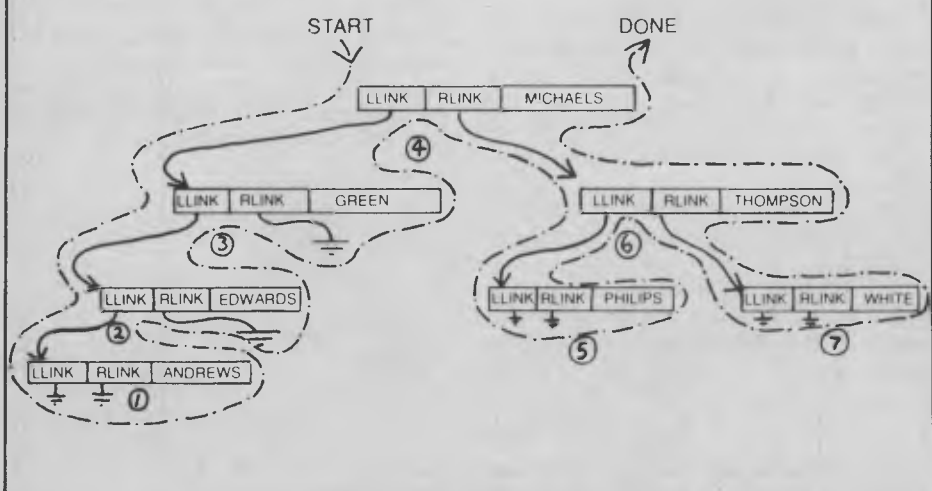 START DONE
LLINK RLINK MICHAELS
④
LLINK RLINK GREEN
LLINK RLINK THOMPSON
③
⑥
LLINK RLINK EDWARDS
LLINK RLINK PHILIPS
LLINK RLINK WHITE
②
⑤
⑦
LLINK RLINK ANDREWS
①